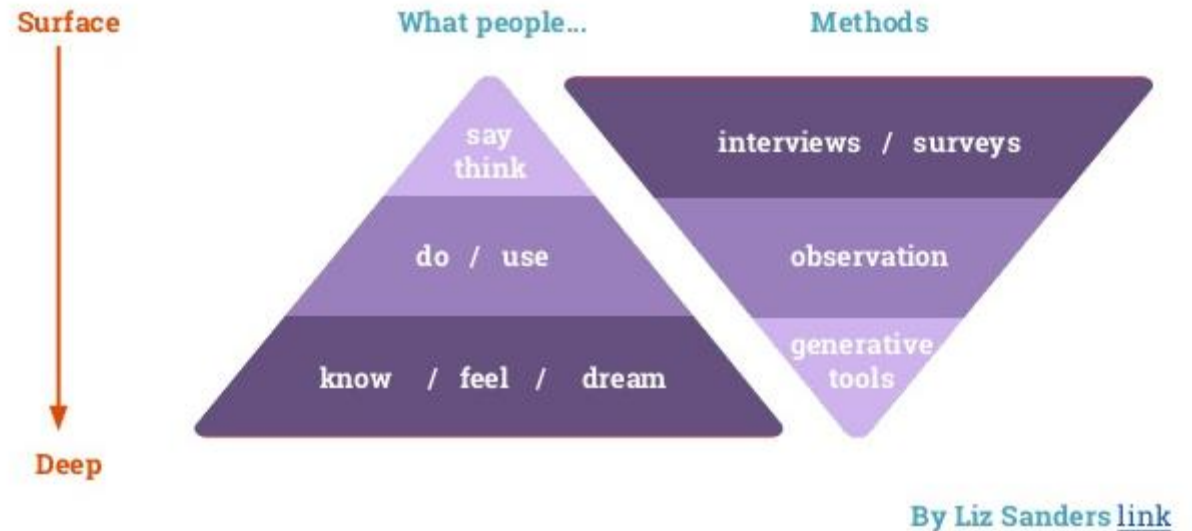 Surface
What people...
Methods
say
think
interviews / surveys
do / use
observation
know / feel / dream
generative
tools
Deep
By Liz Sanders link